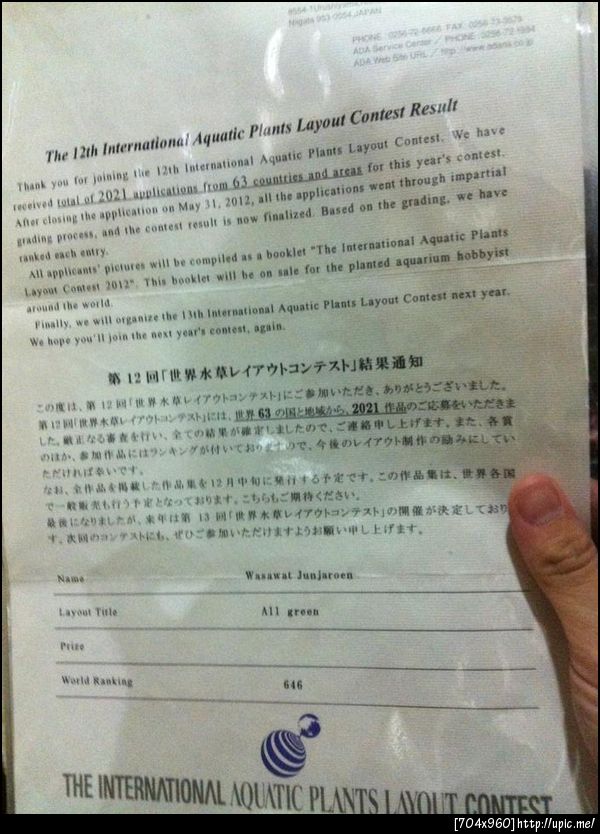 Niigata 953-0054, JAPAN
PHONE : 0256-72-6666 FAX : 0256-73-3579
ADA Service Center / PHONE : 0256-72-1994
ADA Web Site URL / http://www.adana.co.jp
The 12th International Aquatic Plants Layout Contest Result
Thank you for joining the 12th International Aquatic Plants Layout Contest. We have
received total of 2021 applications from 63 countries and areas for this year's contest.
After closing the application on May 31, 2012, all the applications went through impartial
grading process, and the contest result is now finalized. Based on the grading, we have
ranked each entry.
All applicants' pictures will be compiled as a booklet "The International Aquatic Plants
Layout Contest 2012". This booklet will be on sale for the planted aquarium hobbyist
around the world.
Finally, we will organize the 13th International Aquatic Plants Layout Contest next year.
We hope you'll join the next year's contest, again.
第12回「世界水草レイアウトコンテスト」結果通知
この度は、第12回「世界水草レイアウトコンテスト」にご参加いただき、ありがとうございました。
第12回「世界水草レイアウトコンテスト」には、世界63の国と地域から、2021作品のご応募をいただきま
した。厳正なる審査を行い、全ての結果が確定しましたので、ご連絡申し上げます。また、各賞
のほか、参加作品にはランキングが付いておりますので、今後のレイアウト制作の励みにしてい
ただければ幸いです。
なお、全作品を掲載した作品集を12月中旬に発行する予定です。この作品集は、世界各国
で一般販売も行う予定となっております。こちらもご期待ください。
最後になりましたが、来年は第13回「世界水草レイアウトコンテスト」の開催が決定しており
す。次回のコンテストにも、ぜひご参加いただけますようお願い申し上げます。
Name Wasawat Junjaroen
Layout Title All green
Prize
World Ranking 646
THE INTERNATIONAL AQUATIC PLANTS LAYOUT CONTEST
[704x960]http://upic.me/